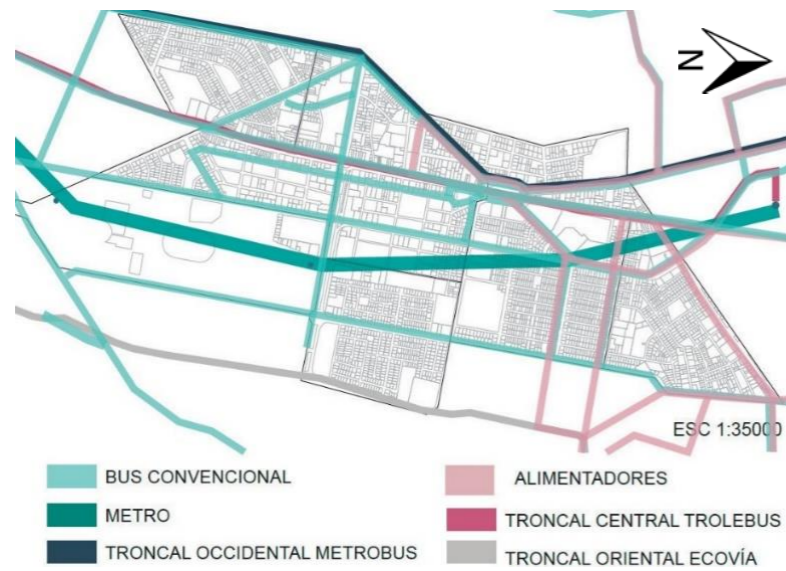 N
ESC 1:35000
BUS CONVENCIONAL
METRO
TRONCAL OCCIDENTAL METROBUS
ALIMENTADORES
TRONCAL CENTRAL TROLEBUS
TRONCAL ORIENTAL ECOVÍA